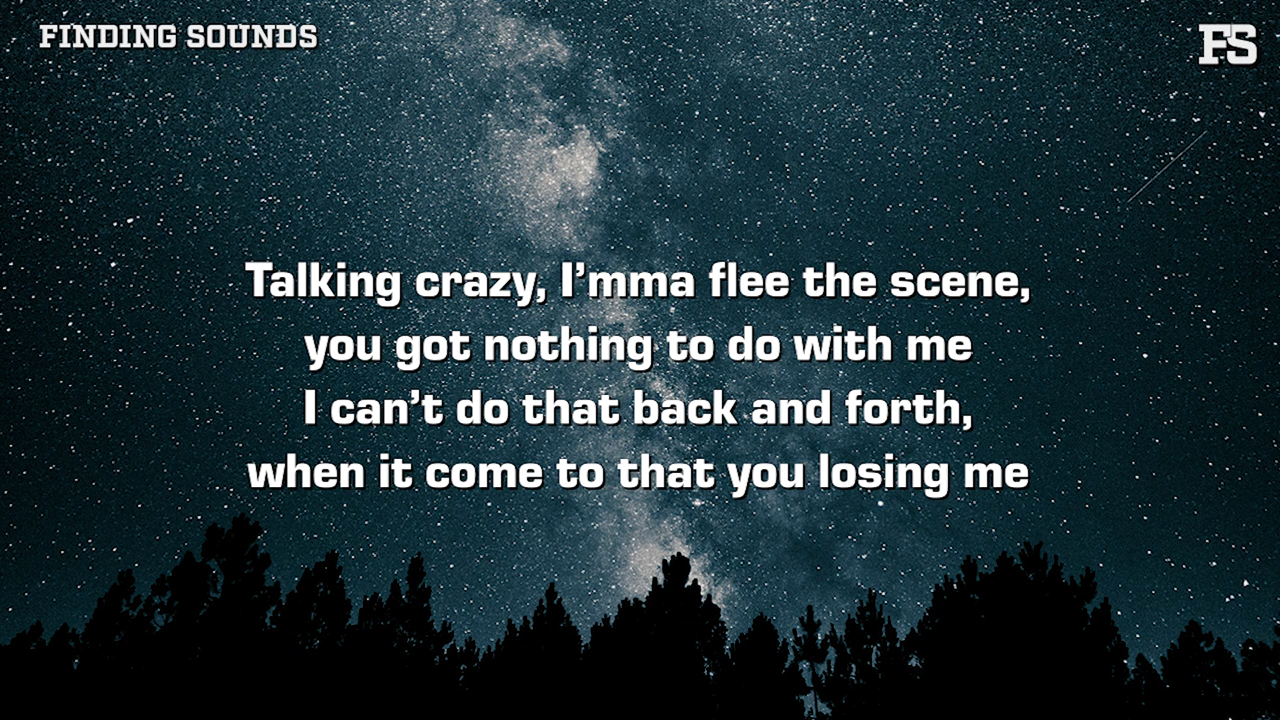 FINDING SOUNDS
FS
Talking crazy, I’mma flee the scene,
you got nothing to do with me
I can’t do that back and forth,
when it come to that you losing me